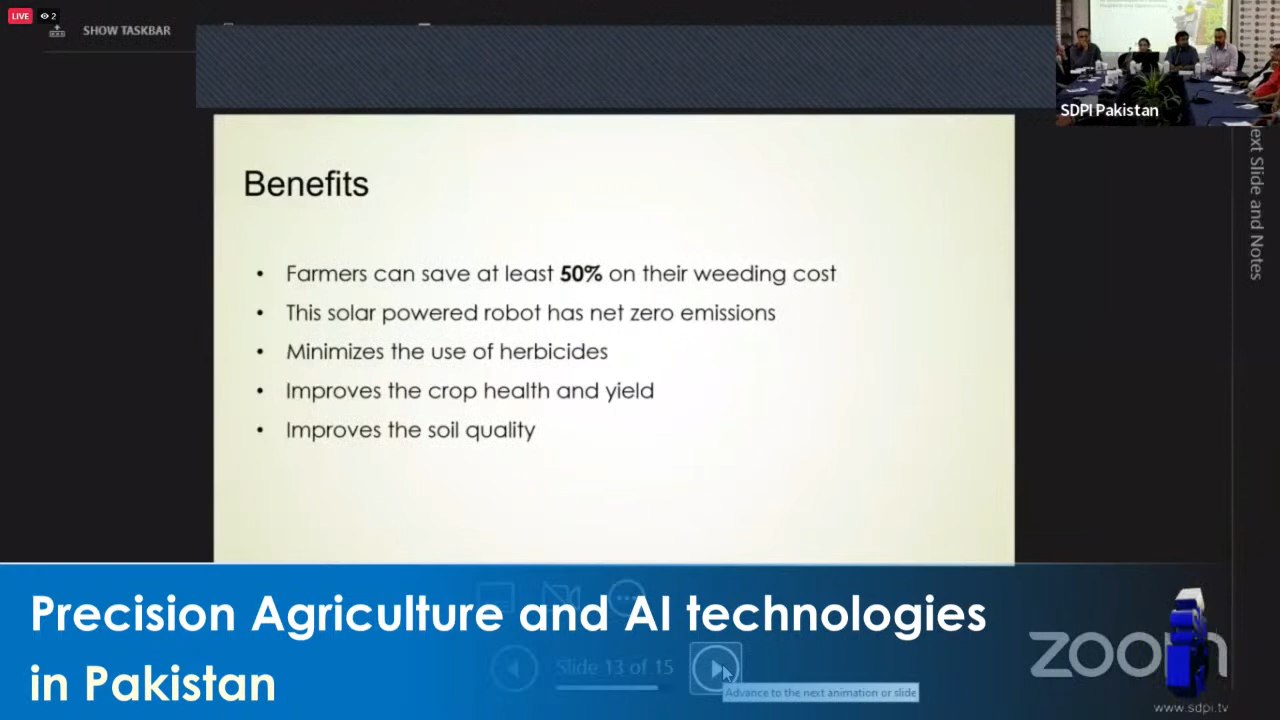 LIVE 2
SHOW TASKBAR
SDPI Pakistan
ext Slide and Notes
Benefits
• Farmers can save at least 50% on their weeding cost
• This solar powered robot has net zero emissions
• Minimizes the use of herbicides
• Improves the crop health and yield
• Improves the soil quality
Precision Agriculture and AI technologies
in Pakistan
Slide 13 of 15
Advance to the next animation or slide
zoom
www.sdpi.tv